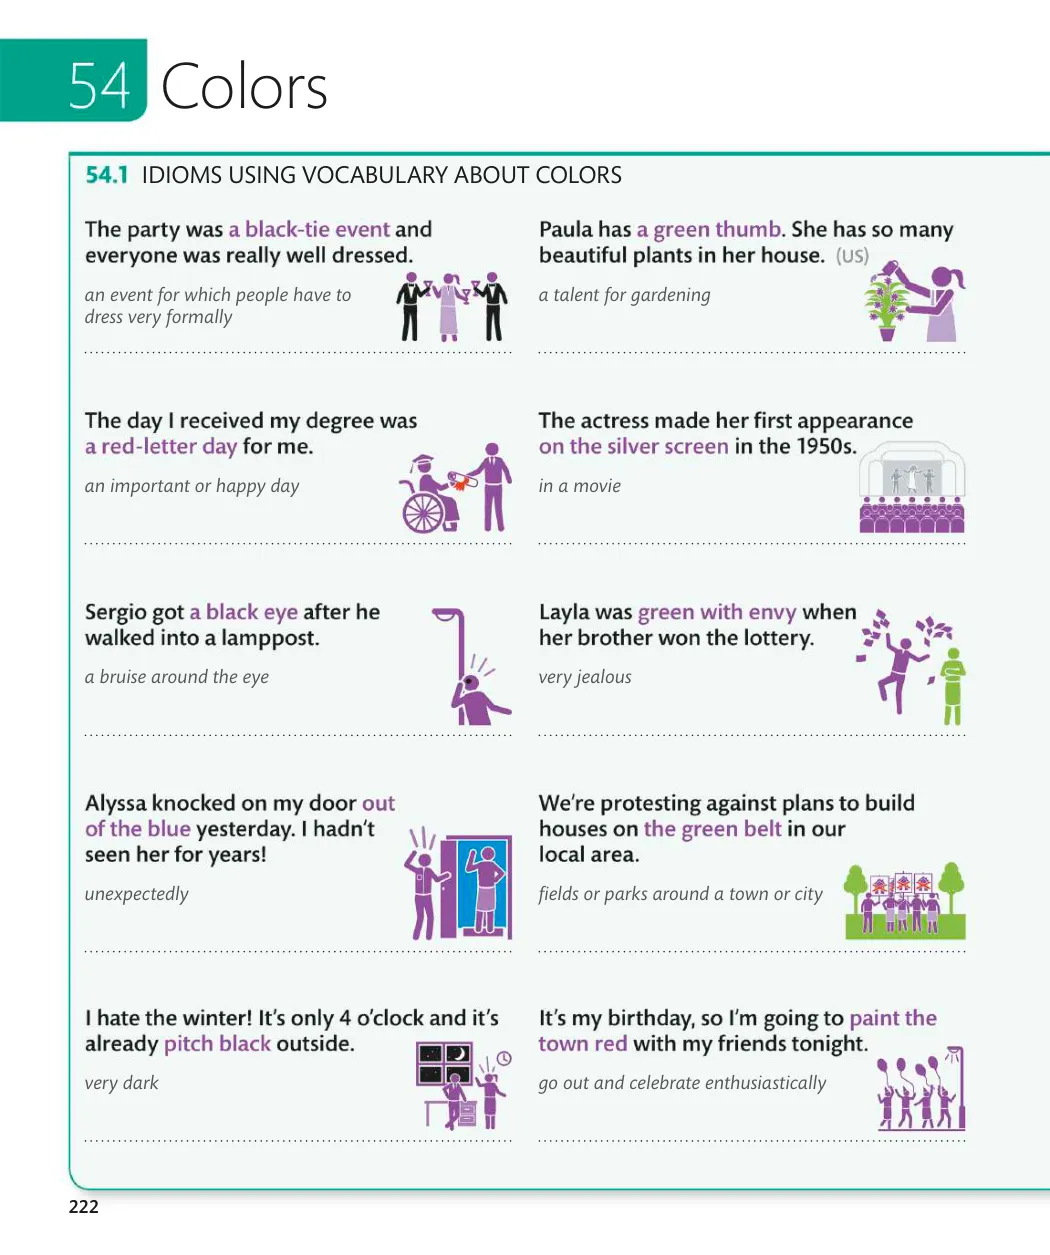 54 Colors
54.1 IDIOMS USING VOCABULARY ABOUT COLORS
The party was a black-tie event and
everyone was really well dressed.
an event for which people have to
dress very formally
Paula has a green thumb. She has so many
beautiful plants in her house. (US)
a talent for gardening
The day I received my degree was
a red-letter day for me.
an important or happy day
The actress made her first appearance
on the silver screen in the 1950s.
in a movie
Sergio got a black eye after he
walked into a lamppost.
a bruise around the eye
Layla was green with envy when
her brother won the lottery.
very jealous
Alyssa knocked on my door out
of the blue yesterday. I hadn't
seen her for years!
unexpectedly
We're protesting against plans to build
houses on the green belt in our
local area.
fields or parks around a town or city
I hate the winter! It's only 4 o'clock and it's
already pitch black outside.
very dark
It's my birthday, so I'm going to paint the
town red with my friends tonight.
go out and celebrate enthusiastically
222